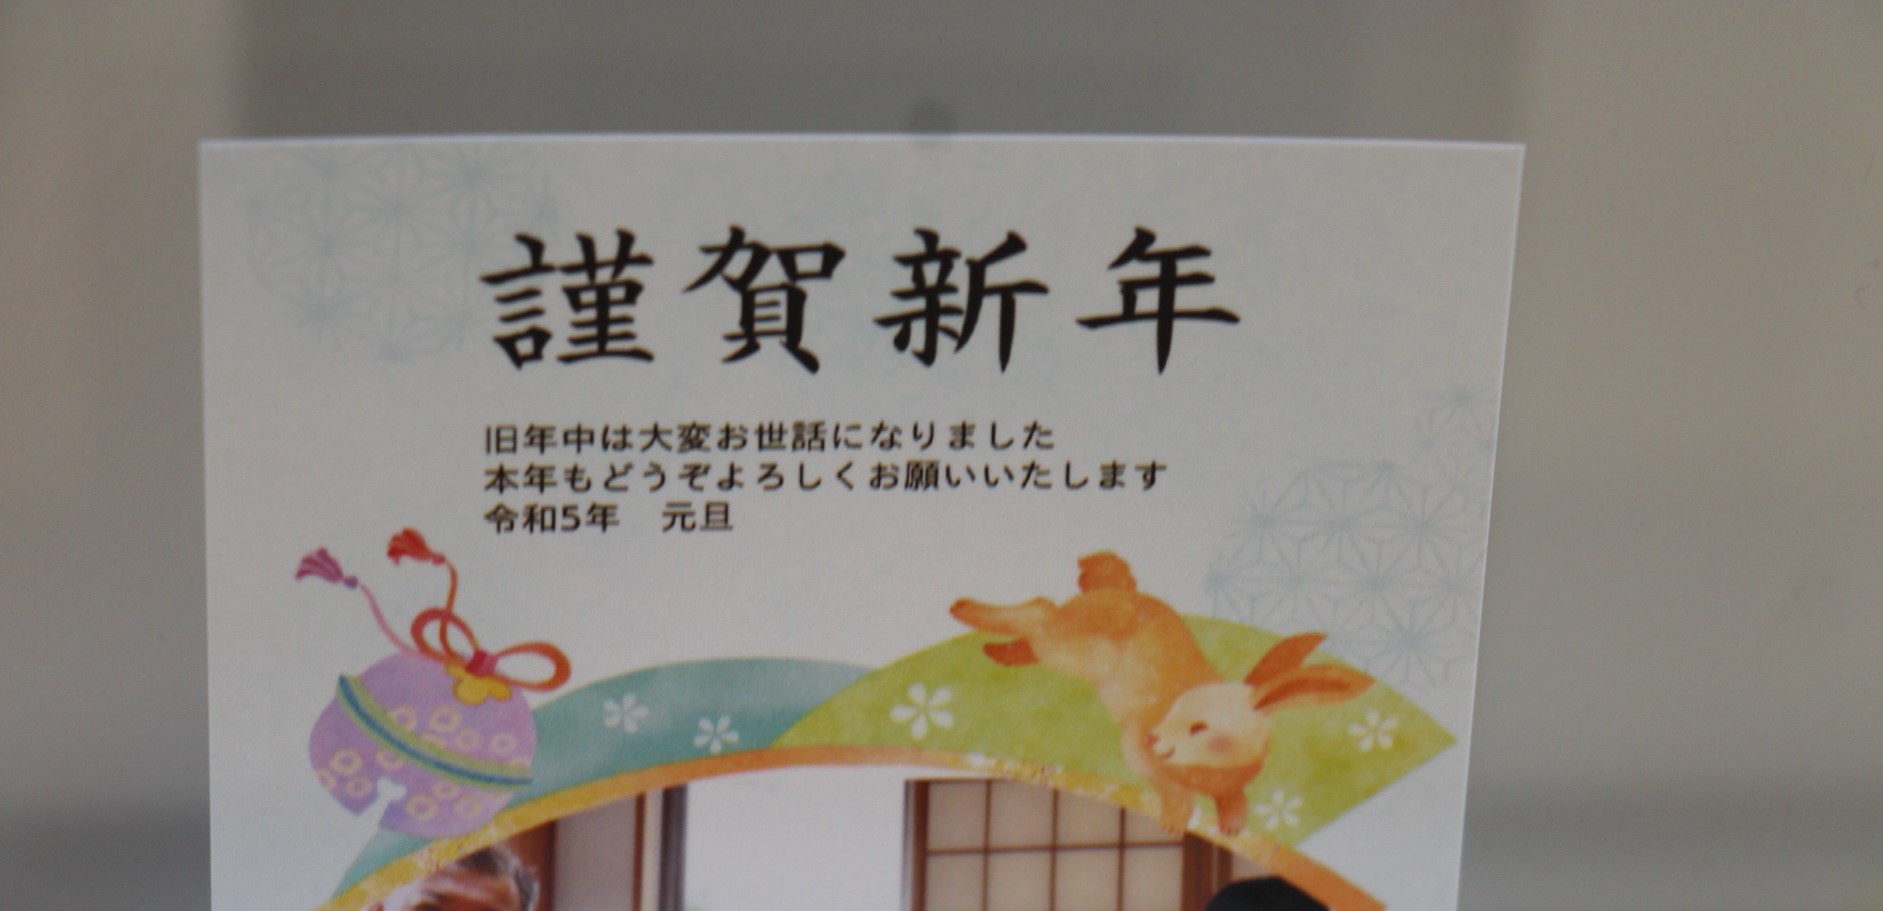 謹賀新年
旧年中は大変お世話になりました
本年もどうぞよろしくお願いいたします
令和5年　元旦